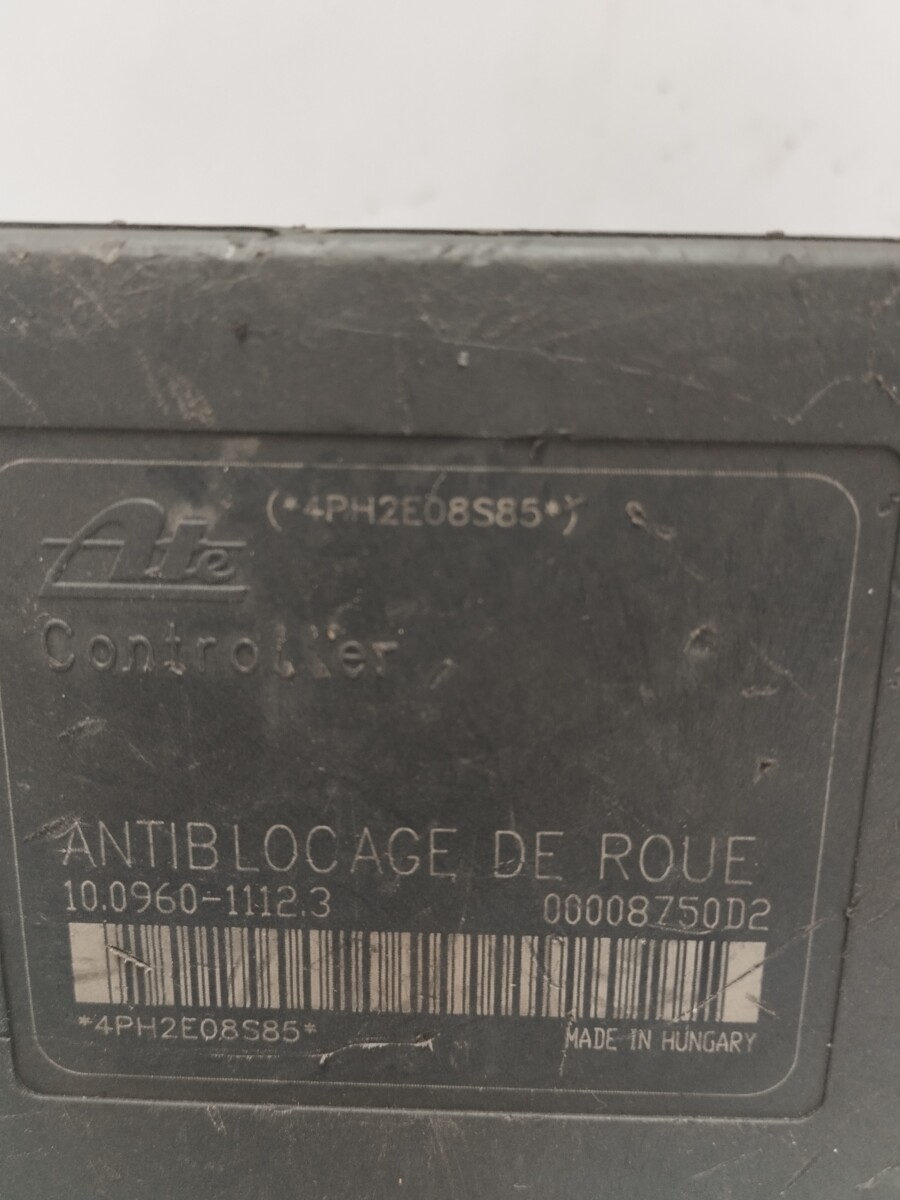 Ate (*4PH2E08S85*)
Controller
ANTIBLOCAGE DE ROUE
10.0960-1112.3 00008750D2
*4PH2E08S85*
MADE IN HUNGARY